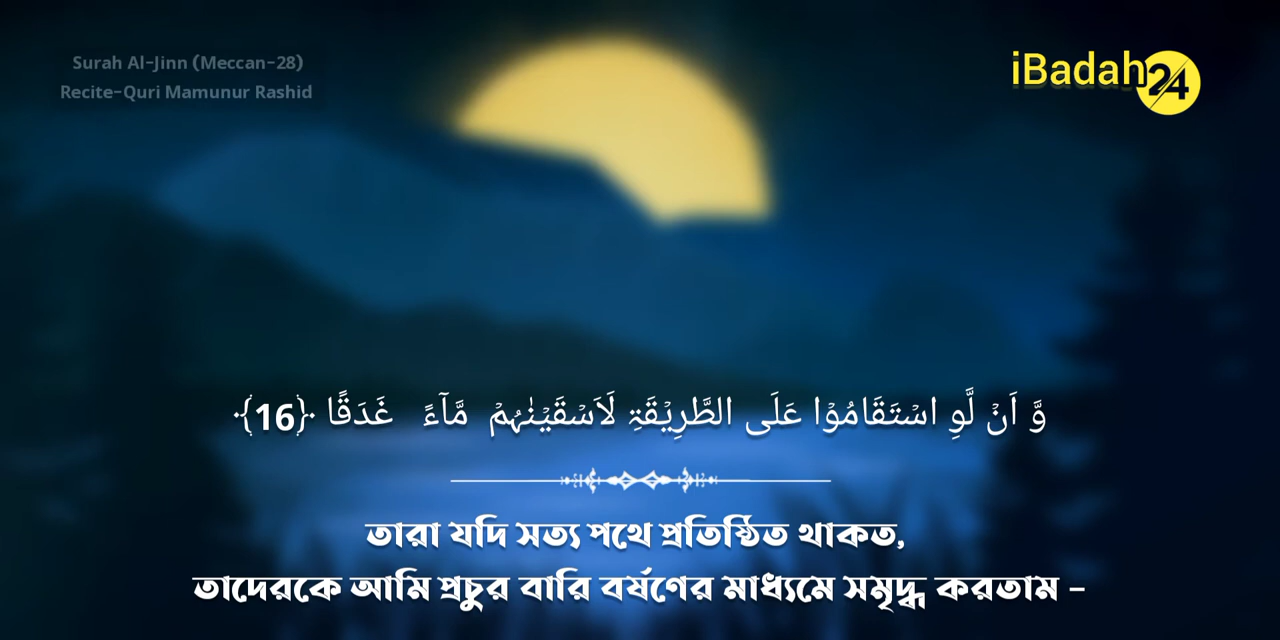 Surah Al-Jinn (Meccan-28)
Recite-Quri Mamunur Rashid
iBadah24
وَّ اَنۡ لَّوِ اسۡتَقَامُوۡا عَلَی الطَّرِیۡقَۃِ لَاَسۡقَیۡنٰہُمۡ مَّآءً غَدَقًا ﴿16﴾
তারা যদি সত্য পথে প্রতিষ্ঠিত থাকত,
তাদেরকে আমি প্রচুর বারি বর্ষণের মাধ্যমে সমৃদ্ধ করতাম -